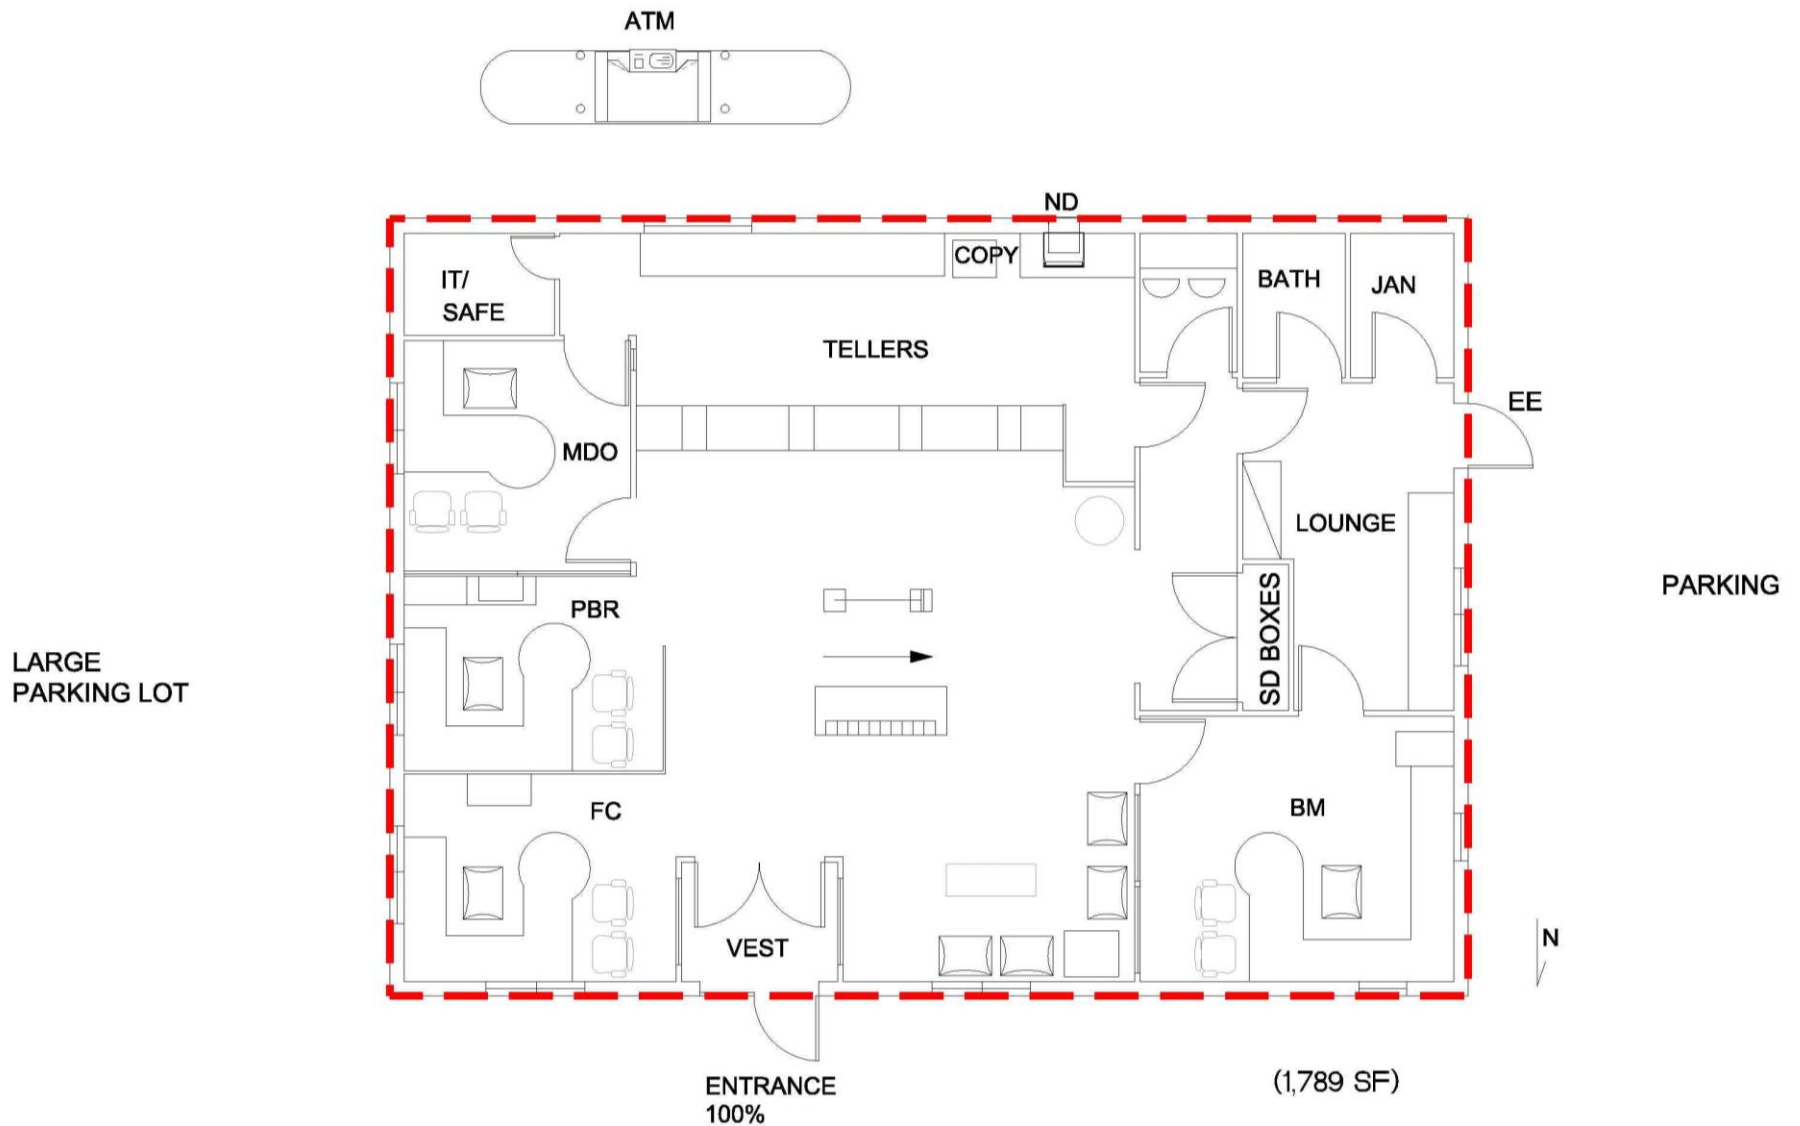 ATM
ND
COPY
IT/
SAFE
BATH
JAN
TELLERS
EE
MDO
LOUNGE
SD BOXES
PARKING
PBR
LARGE
PARKING LOT
FC
BM
VEST
N
ENTRANCE
100%
(1,789 SF)